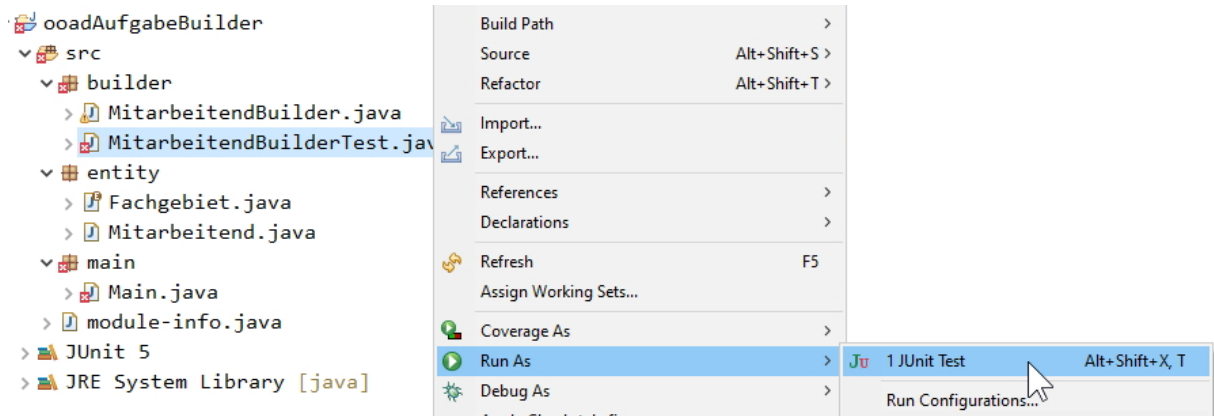 ooadAufgabeBuilder
src
builder
MitarbeitendBuilder.java
MitarbeitendBuilderTest.jav
entity
Fachgebiet.java
Mitarbeitend.java
main
Main.java
module-info.java
JUnit 5
JRE System Library [java]
Build Path
Source Alt+Shift+S
Refactor Alt+Shift+T
Import...
Export...
References
Declarations
Refresh F5
Assign Working Sets...
Coverage As
Run As
Debug As
Ju 1 JUnit Test Alt+Shift+X, T
Run Configurations...